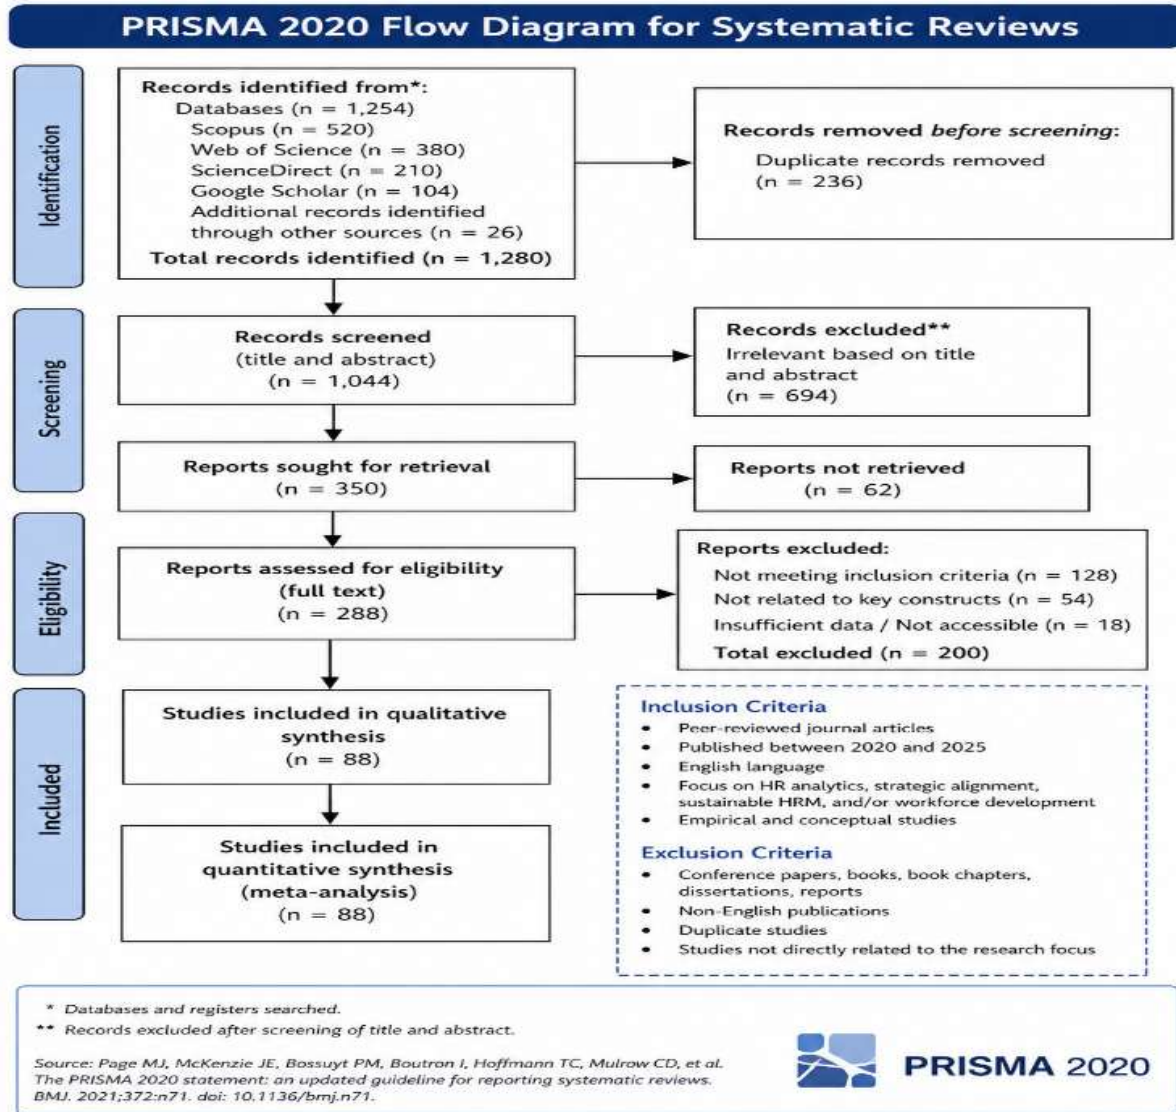 PRISMA 2020 Flow Diagram for Systematic Reviews
Identification
Records identified from*:
Databases (n = 1,254)
Scopus (n = 520)
Web of Science (n = 380)
ScienceDirect (n = 210)
Google Scholar (n = 104)
Additional records identified
through other sources (n = 26)
Total records identified (n = 1,280)
Records removed before screening:
Duplicate records removed
(n = 236)
Screening
Records screened
(title and abstract)
(n = 1,044)
Records excluded**
Irrelevant based on title
and abstract
(n = 694)
Reports sought for retrieval
(n = 350)
Reports not retrieved
(n = 62)
Eligibility
Reports assessed for eligibility
(full text)
(n = 288)
Reports excluded:
Not meeting inclusion criteria (n = 128)
Not related to key constructs (n = 54)
Insufficient data / Not accessible (n = 18)
Total excluded (n = 200)
Included
Studies included in qualitative
synthesis
(n = 88)
Studies included in
quantitative synthesis
(meta-analysis)
(n = 88)
Inclusion Criteria
• Peer-reviewed journal articles
• Published between 2020 and 2025
• English language
• Focus on HR analytics, strategic alignment,
sustainable HRM, and/or workforce development
• Empirical and conceptual studies
Exclusion Criteria
• Conference papers, books, book chapters,
dissertations, reports
• Non-English publications
• Duplicate studies
• Studies not directly related to the research focus
* Databases and registers searched.
** Records excluded after screening of title and abstract.
Source: Page MJ, McKenzie JE, Bossuyt PM, Boutron I, Hoffmann TC, Mulrow CD, et al.
The PRISMA 2020 statement: an updated guideline for reporting systematic reviews.
BMJ. 2021;372:n71. doi: 10.1136/bmj.n71.
PRISMA 2020